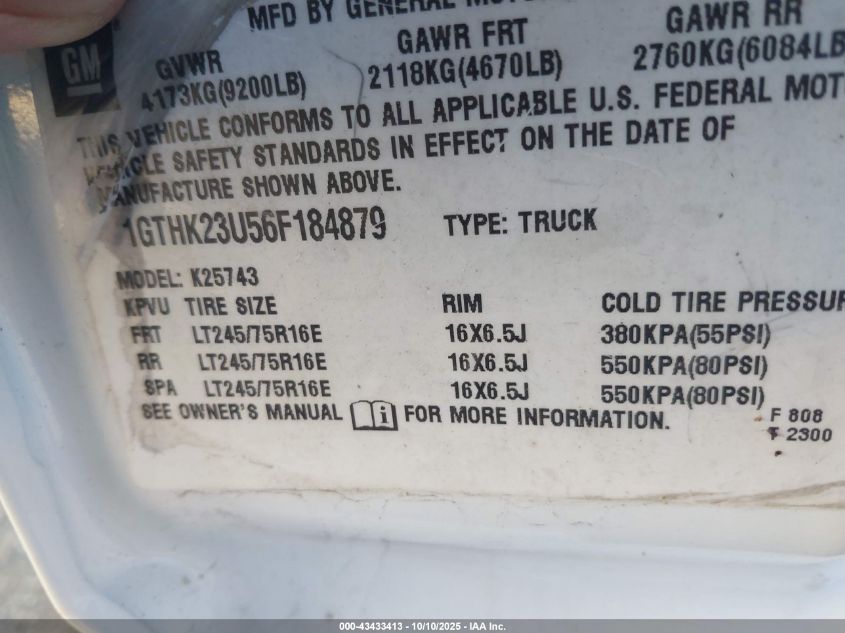 MFD BY GENERAL
GM
GVWR GAWR FRT GAWR RR
4173KG(9200LB) 2118KG(4670LB) 2760KG(6084LB
THIS VEHICLE CONFORMS TO ALL APPLICABLE U.S. FEDERAL MOT
VEHICLE SAFETY STANDARDS IN EFFECT ON THE DATE OF
MANUFACTURE SHOWN ABOVE.
1GTHK23U56F184879 TYPE: TRUCK
MODEL: K25743
KPVU TIRE SIZE RIM COLD TIRE PRESSUR
FRT LT245/75R16E 16X6.5J 380KPA(55PSI)
RR LT245/75R16E 16X6.5J 550KPA(80PSI)
SPA LT245/75R16E 16X6.5J 550KPA(80PSI)
SEE OWNER'S MANUAL i FOR MORE INFORMATION.
F 808
F 2300
000-43433413 - 10/10/2025 - IAA Inc.